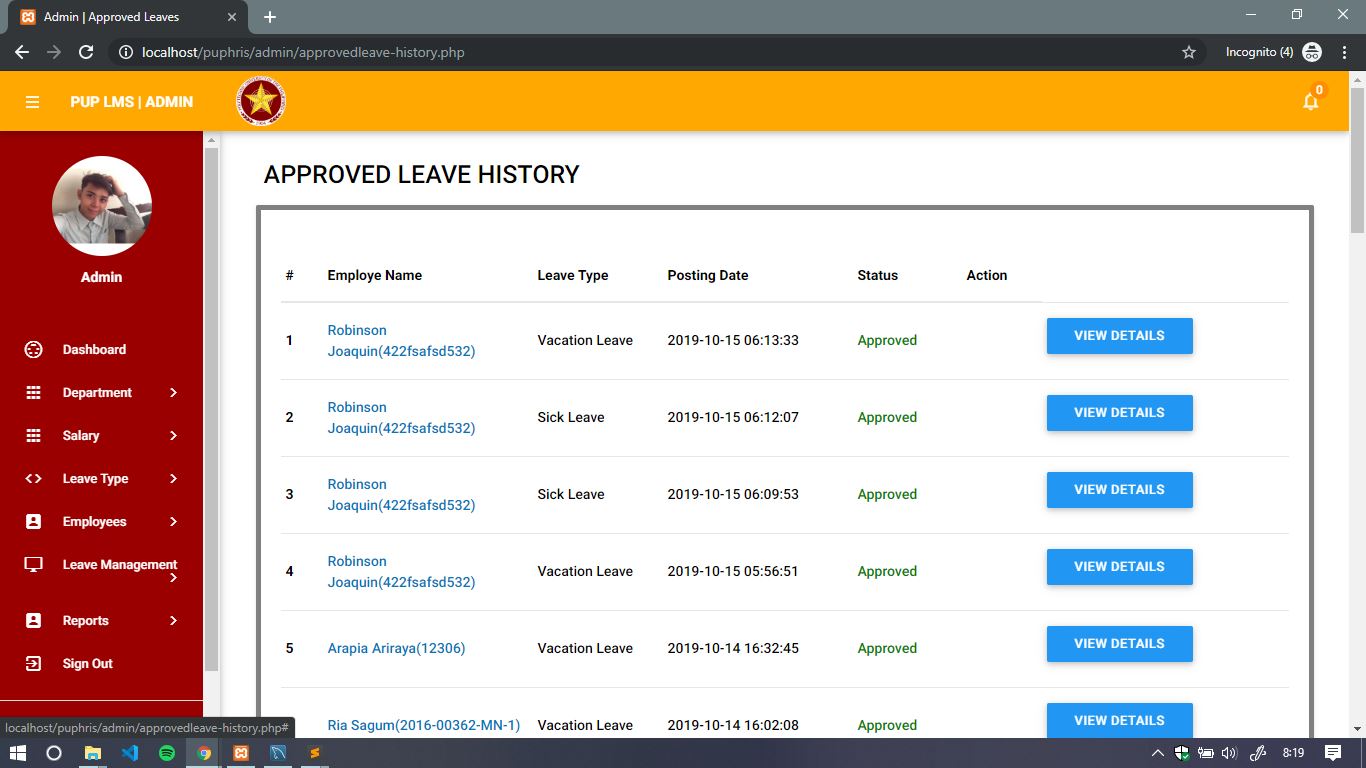 Admin | Approved Leaves
localhost/puphris/admin/approvedleave-history.php
Incognito (4)
PUP LMS | ADMIN
0
Admin
Dashboard
Department
Salary
Leave Type
Employees
Leave Management
Reports
Sign Out
APPROVED LEAVE HISTORY
# Employe Name Leave Type Posting Date Status Action
Robinson
1 Joaquin(422fsafsd532) Vacation Leave 2019-10-15 06:13:33 Approved VIEW DETAILS
Robinson
2 Joaquin(422fsafsd532) Sick Leave 2019-10-15 06:12:07 Approved VIEW DETAILS
Robinson
3 Joaquin(422fsafsd532) Sick Leave 2019-10-15 06:09:53 Approved VIEW DETAILS
Robinson
4 Joaquin(422fsafsd532) Vacation Leave 2019-10-15 05:56:51 Approved VIEW DETAILS
5 Arapia Ariraya(12306) Vacation Leave 2019-10-14 16:32:45 Approved VIEW DETAILS
Ria Sagum(2016-00362-MN-1) Vacation Leave 2019-10-14 16:02:08 Approved VIEW DETAILS
localhost/puphris/admin/approvedleave-history.php#
8:19